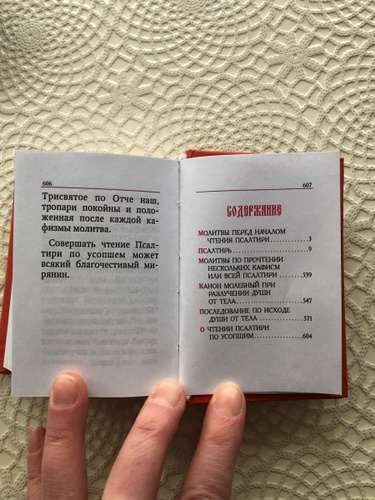 606
Трисвятое по Отче наш,
тропари покойны и поло-
женная после каждой ка-
физмы молитва.
Совершать чтение Псал-
тири по усопшем может
всякий благочестивый ми-
рянин.
607
СОДЕРЖАНИЕ
МОЛИТВЫ ПЕРЕД НАЧАЛОМ
ЧТЕНИЯ ПСАЛТИРИ............3
ПСАЛТИРЬ............9
МОЛИТВЫ ПО ПРОЧТЕНИИ
НЕСКОЛЬКИХ КАФИСМ
ИЛИ ВСЕЙ ПСАЛТИРИ............539
КАНОН МОЛЕБНЫЙ ПРИ
РАЗЛУЧЕНИИ ДУШИ
ОТ ТЕЛА............547
ПОСЛЕДОВАНИЕ ПО ИСХОДЕ
ДУШИ ОТ ТЕЛА............571
О ЧТЕНИИ ПСАЛТИРИ
ПО УСОПШИМ............604